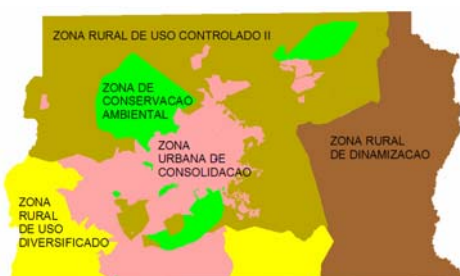 ZONA RURAL DE USO CONTROLADO II
ZONA DE
CONSERVACAO
AMBIENTAL
ZONA
URBANA DE
CONSOLIDACAO
ZONA RURAL
DE DINAMIZACAO
ZONA
RURAL
DE USO
DIVERSIFICADO